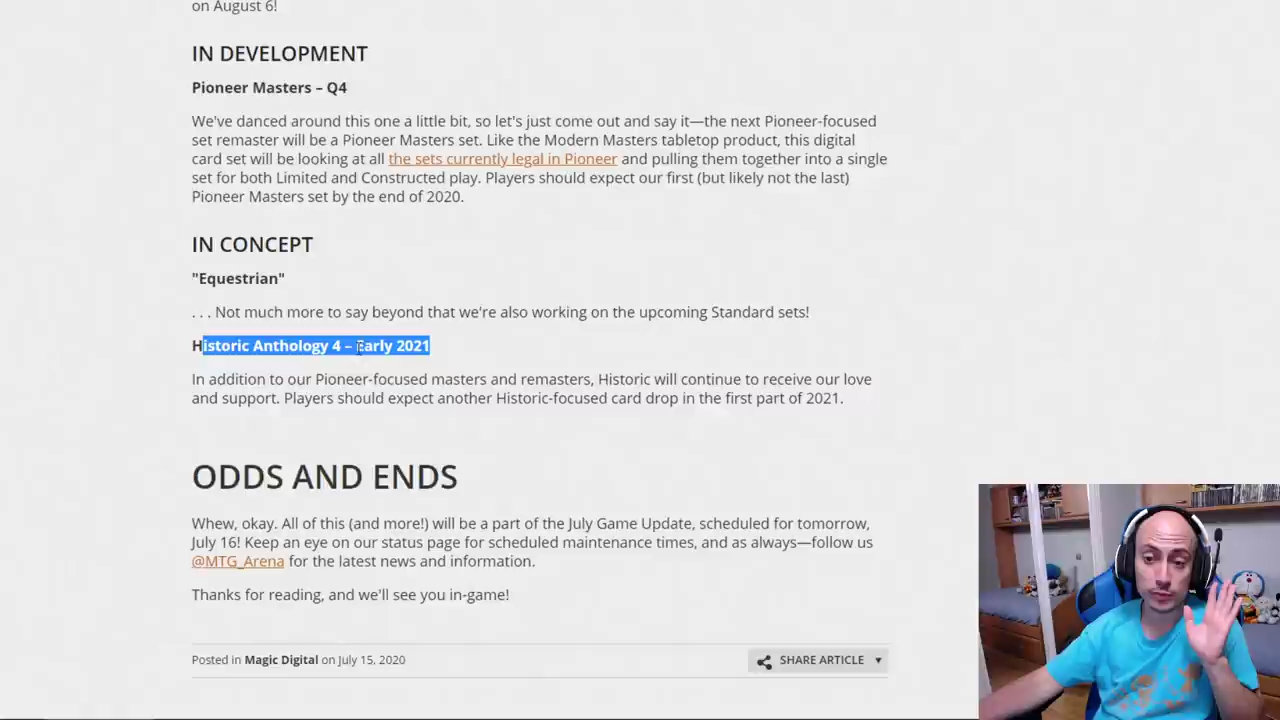 on August 6!
IN DEVELOPMENT
Pioneer Masters – Q4
We've danced around this one a little bit, so let's just come out and say it—the next Pioneer-focused
set remaster will be a Pioneer Masters set. Like the Modern Masters tabletop product, this digital
card set will be looking at all the sets currently legal in Pioneer and pulling them together into a single
set for both Limited and Constructed play. Players should expect our first (but likely not the last)
Pioneer Masters set by the end of 2020.
IN CONCEPT
"Equestrian"
. . . Not much more to say beyond that we're also working on the upcoming Standard sets!
Historic Anthology 4 – Early 2021
In addition to our Pioneer-focused masters and remasters, Historic will continue to receive our love
and support. Players should expect another Historic-focused card drop in the first part of 2021.
ODDS AND ENDS
Whew, okay. All of this (and more!) will be a part of the July Game Update, scheduled for tomorrow,
July 16! Keep an eye on our status page for scheduled maintenance times, and as always—follow us
@MTG_Arena for the latest news and information.
Thanks for reading, and we'll see you in-game!
Posted in Magic Digital on July 15, 2020
SHARE ARTICLE